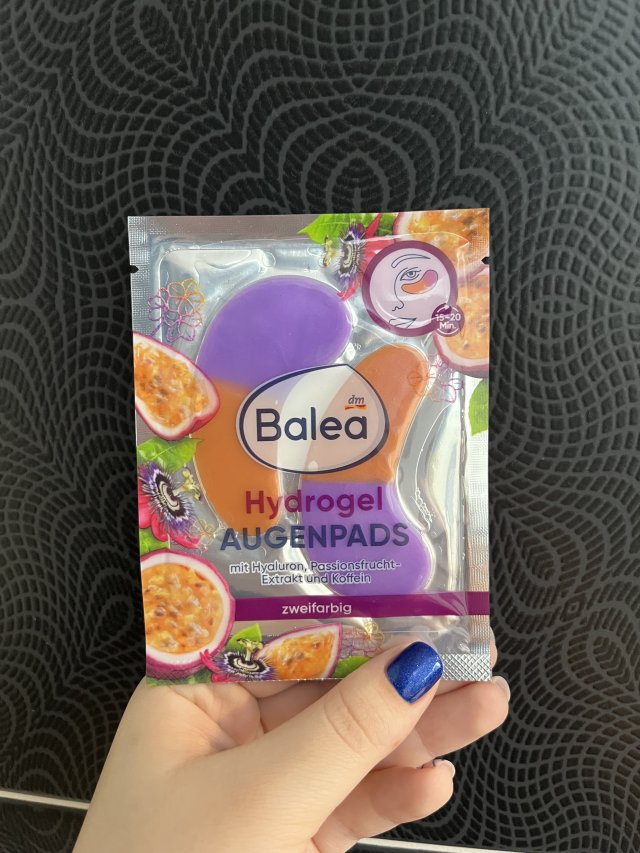 15-20
Min.
dm
Balea
Hydrogel
AUGENPADS
mit Hyaluron, Passionsfrucht-
Extrakt und Koffein
zweifarbig